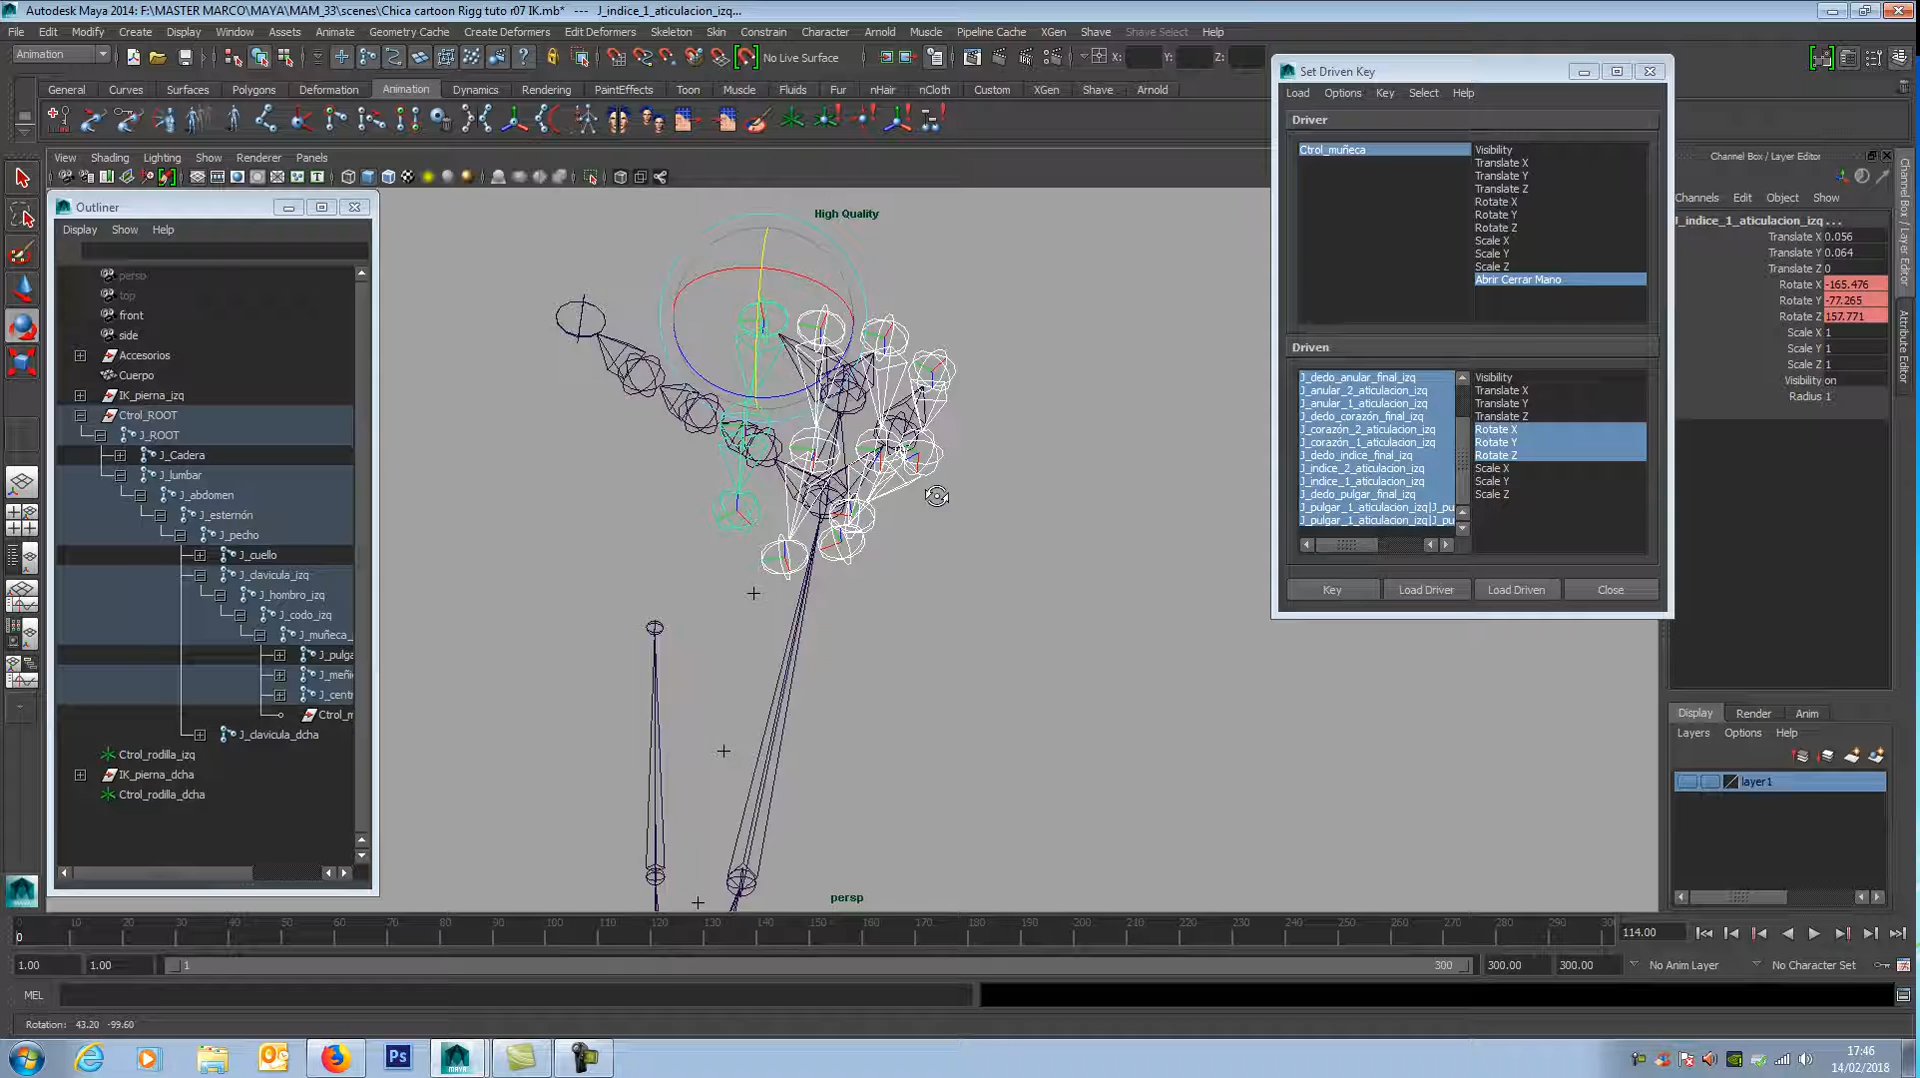 Autodesk Maya 2014: F:\MASTER MARCO\MAYA\MAM_33\scenes\Chica cartoon Rigg tuto r07 IK.mb* --- J_indice_1_aticulacion_izq...
File Edit Modify Create Display Window Assets Animate Geometry Cache Create Deformers Edit Deformers Skeleton Skin Constrain Character Arnold Muscle Pipeline Cache XGen Shave Shave Select Help
Animation No Live Surface X: Y: Z:
General Curves Surfaces Polygons Deformation Animation Dynamics Rendering PaintEffects Toon Muscle Fluids Fur nHair nCloth Custom XGen Shave Arnold
View Shading Lighting Show Renderer Panels
Outliner
Display Show Help
persp
top
front
side
Accesorios
Cuerpo
IK_pierna_izq
Ctrol_ROOT
J_ROOT
J_Cadera
J_lumbar
J_abdomen
J_esternón
J_pecho
J_cuello
J_clavicula_izq
J_hombro_izq
J_codo_izq
J_muñeca_
J_pulga
J_meñi
J_centr
Ctrol_m
J_clavicula_dcha
Ctrol_rodilla_izq
IK_pierna_dcha
Ctrol_rodilla_dcha
High Quality
persp
Set Driven Key
Load Options Key Select Help
Driver
Ctrol_muñeca
Visibility
Translate X
Translate Y
Translate Z
Rotate X
Rotate Y
Rotate Z
Scale X
Scale Y
Scale Z
Abrir Cerrar Mano
Driven
J_dedo_anular_final_izq
J_anular_2_aticulacion_izq
J_anular_1_aticulacion_izq
J_dedo_corazón_final_izq
J_corazón_2_aticulacion_izq
J_corazón_1_aticulacion_izq
J_dedo_indice_final_izq
J_indice_2_aticulacion_izq
J_indice_1_aticulacion_izq
J_dedo_pulgar_final_izq
J_pulgar_1_aticulacion_izq|J_pu
J_pulgar_1_aticulacion_izq|J_pu
Visibility
Translate X
Translate Y
Translate Z
Rotate X
Rotate Y
Rotate Z
Scale X
Scale Y
Scale Z
Key Load Driver Load Driven Close
Channel Box / Layer Editor
Channels Edit Object Show
J_indice_1_aticulacion_izq ...
Translate X 0.056
Translate Y 0.064
Translate Z 0
Rotate X -165.476
Rotate Y -77.265
Rotate Z 157.771
Scale X 1
Scale Y 1
Scale Z 1
Visibility on
Radius 1
Channel Box / Layer Editor
Attribute Editor
Display Render Anim
Layers Options Help
layer1
0 10 20 30 40 50 60 70 80 90 100 110 120 130 140 150 160 170 180 190 200 210 220 230 240 250 260 270 280 290 30
114.00
1.00 1.00 1 300 300.00 300.00 No Anim Layer No Character Set
MEL
Rotation: 43.20 -99.60
Ps
MAYA
17:46
14/02/2018